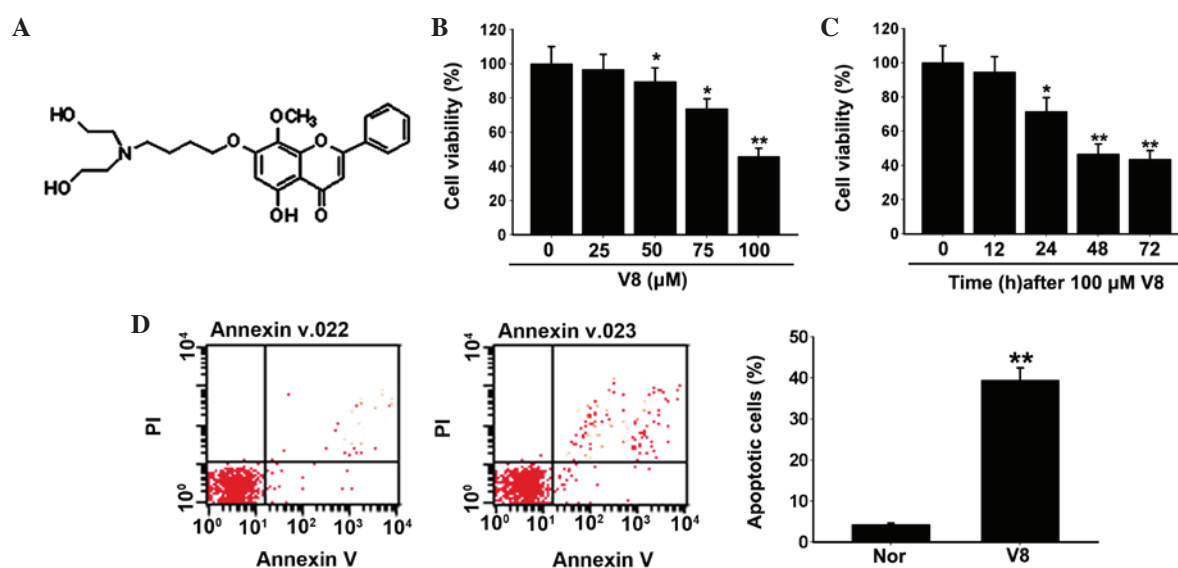 A
HO
HO
N
O
OCH3
O
OH
O
B
Cell viability (%)
120
100
80
60
40
20
0
*
*
**
0 25 50 75 100
V8 (µM)
C
Cell viability (%)
120
100
80
60
40
20
0
*
**
**
0 12 24 48 72
Time (h)after 100 µM V8
D
Annexin v.022
PI
10^4
10^0
10^0 10^1 10^2 10^3 10^4
Annexin V
Annexin v.023
PI
10^4
10^0
10^0 10^1 10^2 10^3 10^4
Annexin V
Apoptotic cells (%)
50
40
30
20
10
0
**
Nor V8